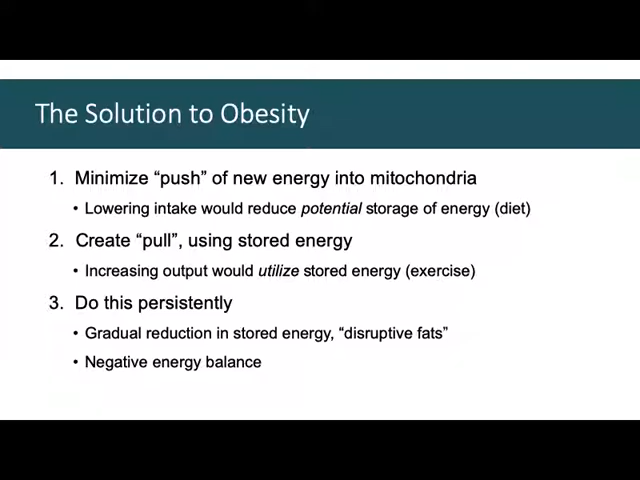 The Solution to Obesity
1. Minimize “push” of new energy into mitochondria
• Lowering intake would reduce potential storage of energy (diet)
2. Create “pull”, using stored energy
• Increasing output would utilize stored energy (exercise)
3. Do this persistently
• Gradual reduction in stored energy, “disruptive fats”
• Negative energy balance